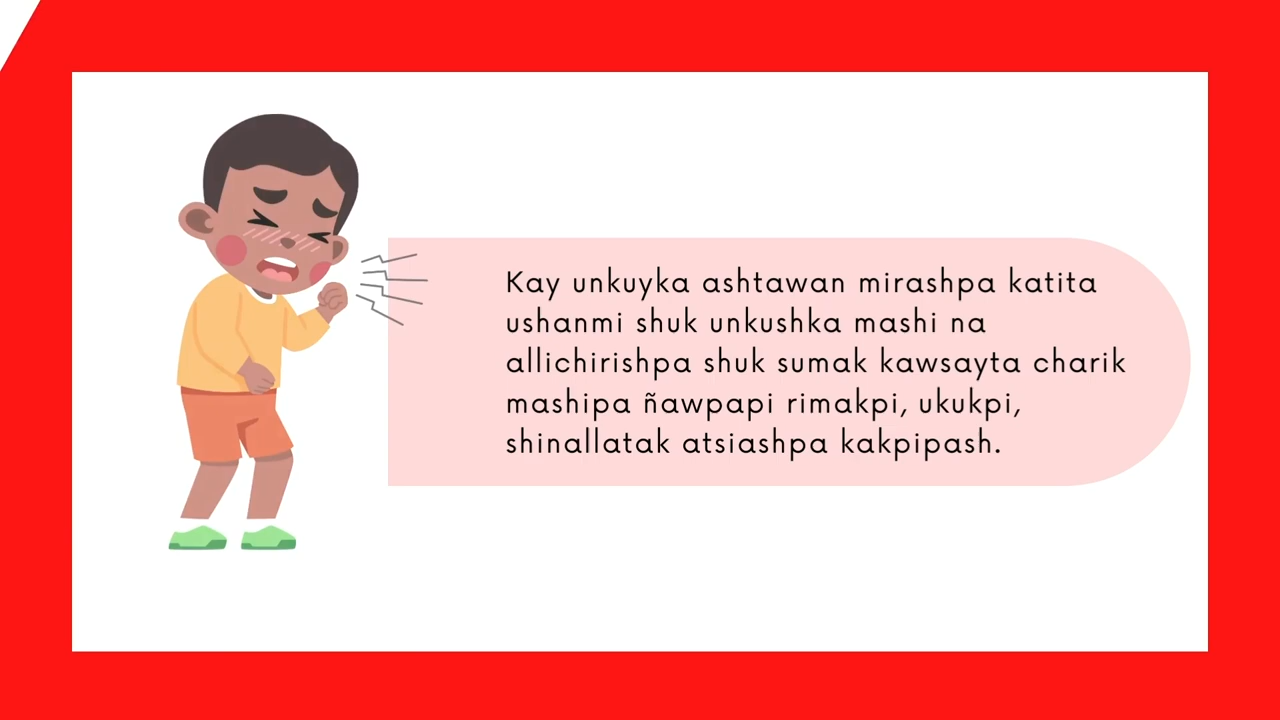 Kay unkuyka ashtawan mirashpa katita
ushanmi shuk unkushka mashi na
allichirishpa shuk sumak kawsayta charik
mashipa ñawpapi rimakpi, ukukpi,
shinallatak atsiashpa kakpipash.